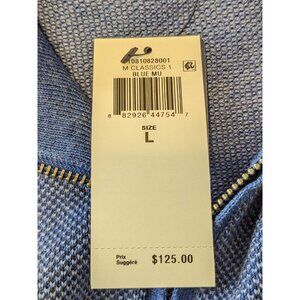 10810828001
M CLASSICS 1
BLUE MU
8 82926 44754 7
SIZE
L
Prix
Suggéré
$125.00